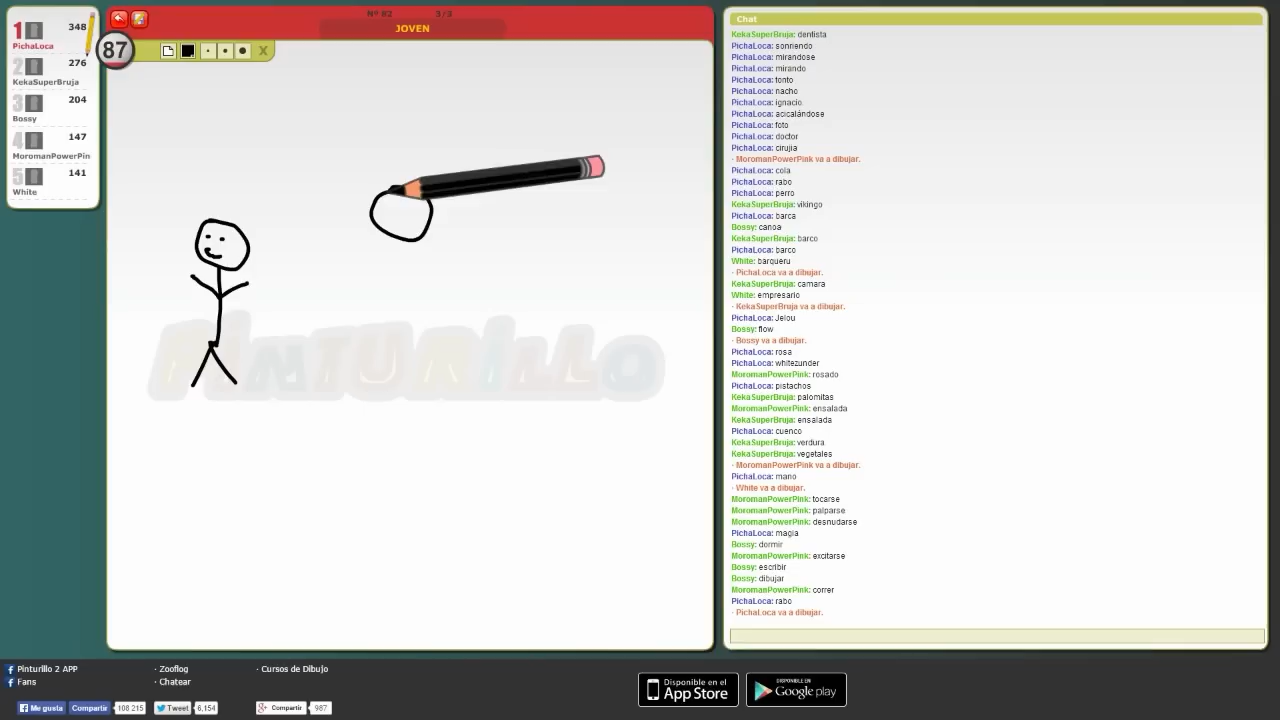 1 348
PichaLoca
2 276
KekaSuperBruja
3 204
Bossy
4 147
MoromanPowerPin
5 141
White
87
Nº 82 3/3
JOVEN
X
PINTURILLO
Chat
KekaSuperBruja: dentista
PichaLoca: sonriendo
PichaLoca: mirandose
PichaLoca: mirando
PichaLoca: tonto
PichaLoca: nacho
PichaLoca: ignacio
PichaLoca: acicalándose
PichaLoca: foto
PichaLoca: doctor
PichaLoca: cirujia
· MoromanPowerPink va a dibujar.
PichaLoca: cola
PichaLoca: rabo
PichaLoca: perro
KekaSuperBruja: vikingo
PichaLoca: barca
Bossy: canoa
KekaSuperBruja: barco
PichaLoca: barco
White: barqueru
· PichaLoca va a dibujar.
KekaSuperBruja: camara
White: empresario
· KekaSuperBruja va a dibujar.
PichaLoca: Jelou
Bossy: flow
· Bossy va a dibujar.
PichaLoca: rosa
PichaLoca: whitezunder
MoromanPowerPink: rosado
PichaLoca: pistachos
KekaSuperBruja: palomitas
MoromanPowerPink: ensalada
KekaSuperBruja: ensalada
PichaLoca: cuenco
KekaSuperBruja: verdura
KekaSuperBruja: vegetales
· MoromanPowerPink va a dibujar.
PichaLoca: mano
· White va a dibujar.
MoromanPowerPink: tocarse
MoromanPowerPink: palparse
MoromanPowerPink: desnudarse
PichaLoca: magia
Bossy: dormir
MoromanPowerPink: excitarse
Bossy: escribir
Bossy: dibujar
MoromanPowerPink: correr
PichaLoca: rabo
· PichaLoca va a dibujar.
Pinturillo 2 APP · Zooflog · Cursos de Dibujo
Fans · Chatear
Me gusta Compartir 108 215 Tweet 6,154 Compartir 987
Disponible en el
App Store
DISPONIBLE EN
Google play